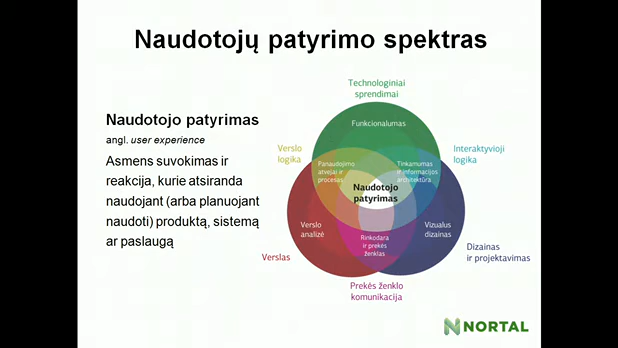 Naudotojų patyrimo spektras
Naudotojo patyrimas
angl. user experience
Asmens suvokimas ir
reakcija, kurie atsiranda
naudojant (arba planuojant
naudoti) produktą, sistemą
ar paslaugą
Technologiniai
sprendimai
Funkcionalumas
Verslo
logika
Interaktyvioji
logika
Panaudojimo
atvejai ir
procesas
Tinkamumas
ir informacijos
architektūra
Naudotojo
patyrimas
Verslo
analizė
Rinkodara
ir prekės
ženklas
Vizualus
dizainas
Verslas
Dizainas
ir projektavimas
Prekės ženklo
komunikacija
NORTAL